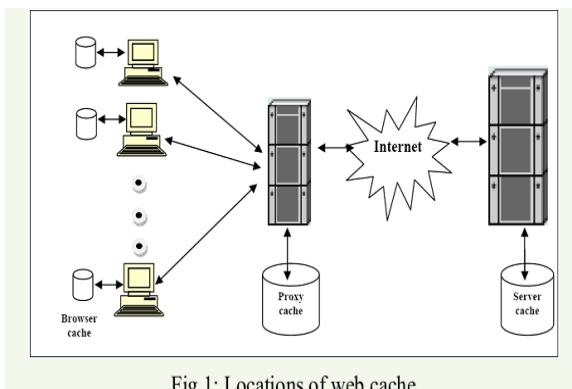 Internet
Browser
cache
Proxy
cache
Server
cache
Fig.1: Locations of web cache